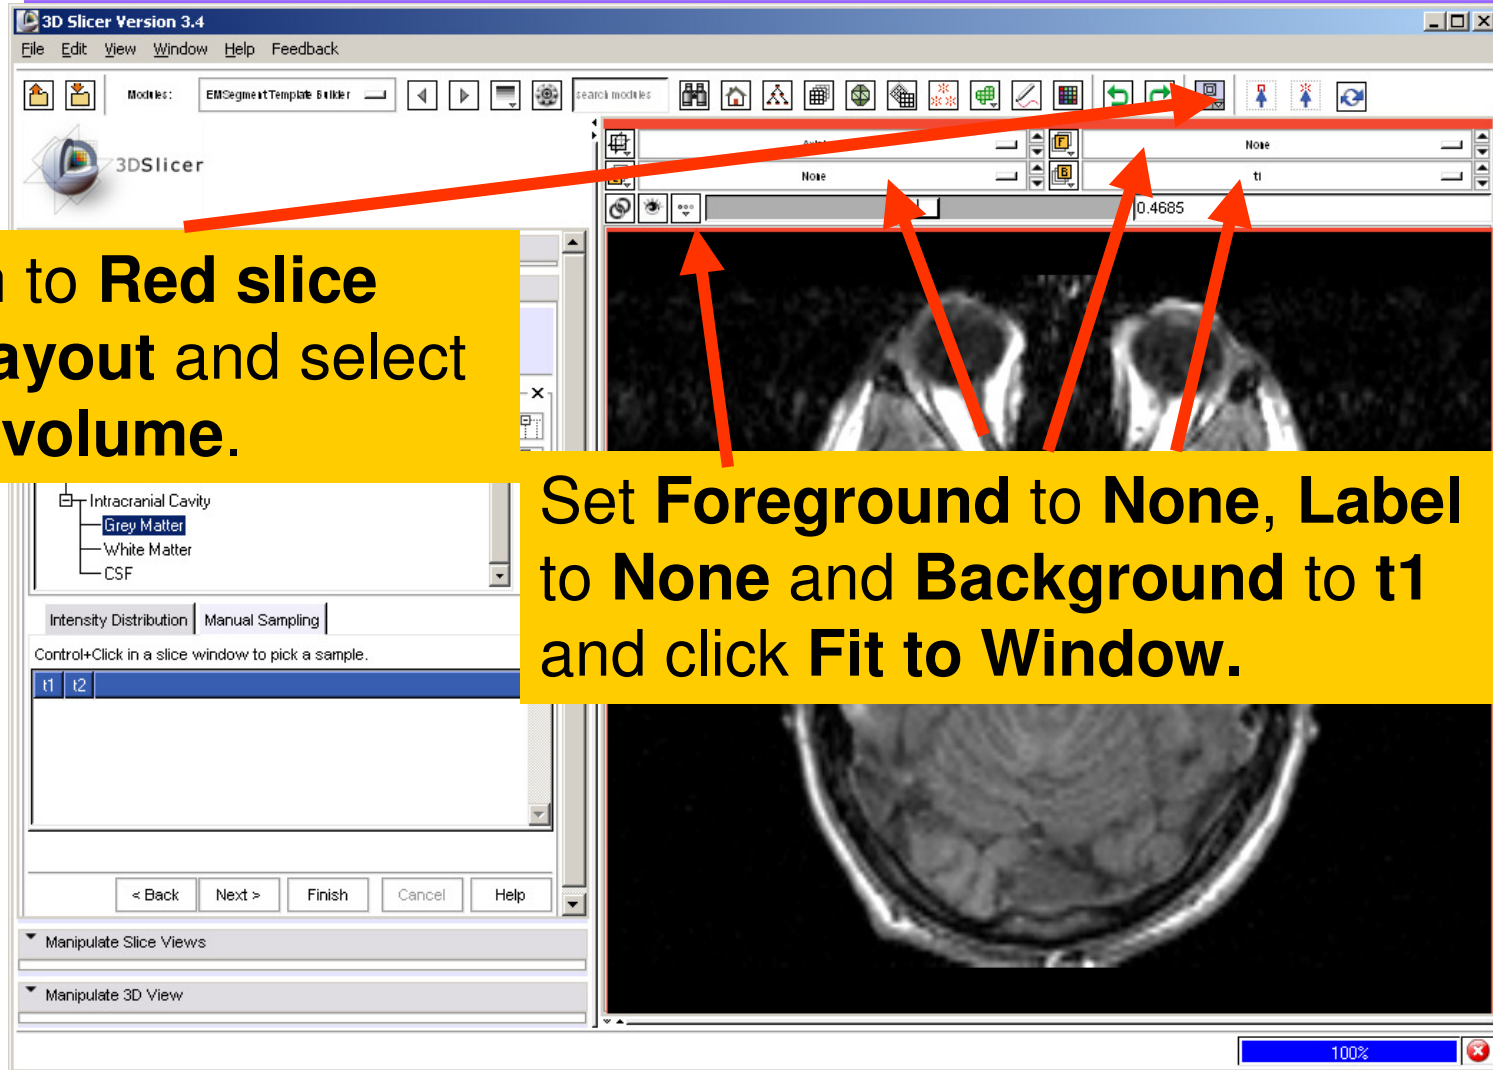 3D Slicer Version 3.4
File Edit View Window Help Feedback
Modules: EMSegment Template Builder search modules
3DSlicer
None
None t1
0.4685
to Red slice
ayout and select
volume.
Intracranial Cavity
Grey Matter
White Matter
CSF
Set Foreground to None, Label
to None and Background to t1
and click Fit to Window.
Intensity Distribution Manual Sampling
Control+Click in a slice window to pick a sample.
t1 t2
< Back Next > Finish Cancel Help
Manipulate Slice Views
Manipulate 3D View
100%